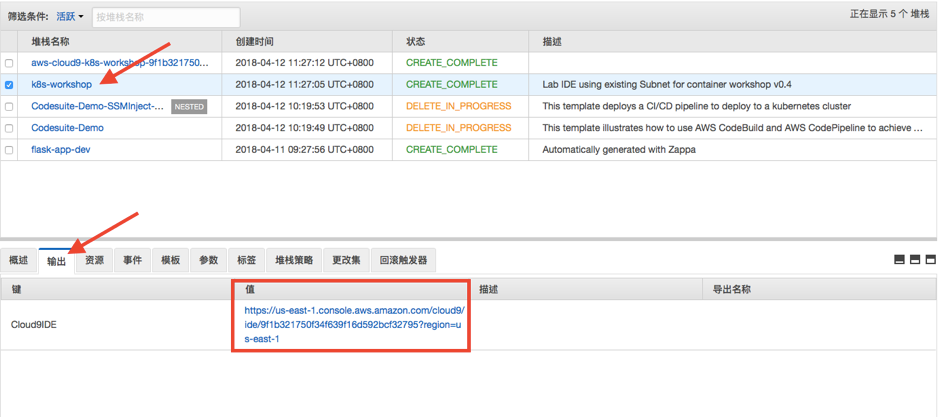 筛选条件: 活跃 按堆栈名称 正在显示 5 个 堆栈
堆栈名称 创建时间 状态 描述
aws-cloud9-k8s-workshop-9f1b321750... 2018-04-12 11:27:12 UTC+0800 CREATE_COMPLETE
k8s-workshop 2018-04-12 11:27:05 UTC+0800 CREATE_COMPLETE Lab IDE using existing Subnet for container workshop v0.4
Codesuite-Demo-SSMInject-... NESTED 2018-04-12 10:19:53 UTC+0800 DELETE_IN_PROGRESS This template deploys a CI/CD pipeline to deploy to a kubernetes cluster
Codesuite-Demo 2018-04-12 10:19:49 UTC+0800 DELETE_IN_PROGRESS This template illustrates how to use AWS CodeBuild and AWS CodePipeline to achieve ...
flask-app-dev 2018-04-11 09:27:56 UTC+0800 CREATE_COMPLETE Automatically generated with Zappa
概述 输出 资源 事件 模板 参数 标签 堆栈策略 更改集 回滚触发器
键 值 描述 导出名称
Cloud9IDE https://us-east-1.console.aws.amazon.com/cloud9/
ide/9f1b321750f34f639f16d592bcf32795?region=u
s-east-1